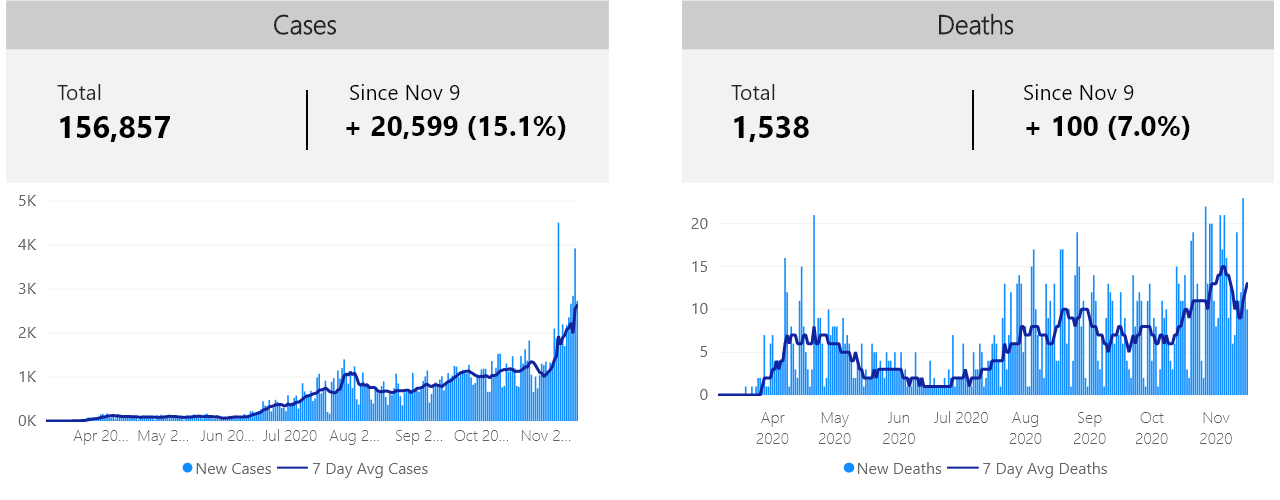 Cases
Total
156,857
Since Nov 9
+ 20,599 (15.1%)
5K
4K
3K
2K
1K
0K
Apr 20... May 2... Jun 20... Jul 2020 Aug 2... Sep 2... Oct 20... Nov 2...
New Cases 7 Day Avg Cases
Deaths
Total
1,538
Since Nov 9
+ 100 (7.0%)
20
15
10
5
0
Apr May Jun Jul 2020 Aug Sep Oct Nov
2020 2020 2020 2020 2020 2020 2020
New Deaths 7 Day Avg Deaths